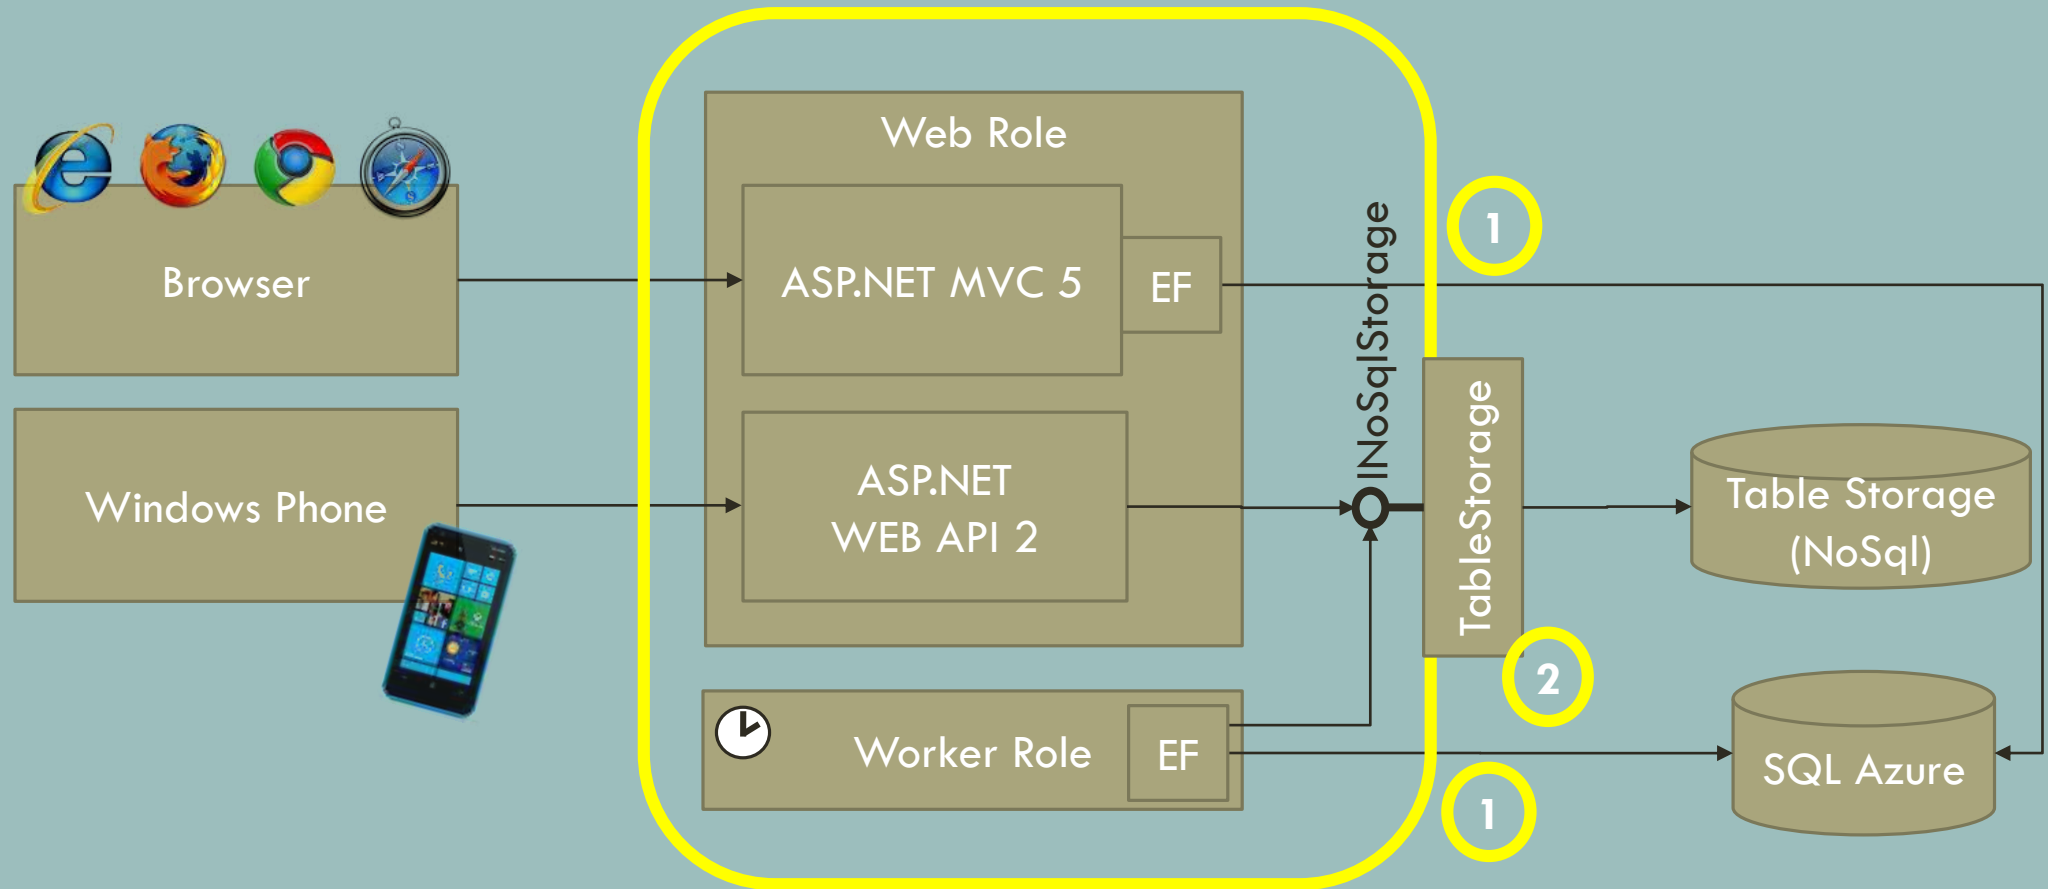 Web Role
Browser
ASP.NET MVC 5
EF
INoSqlStorage
1
Windows Phone
ASP.NET
WEB API 2
TableStorage
Table Storage
(NoSql)
2
Worker Role
EF
SQL Azure
1